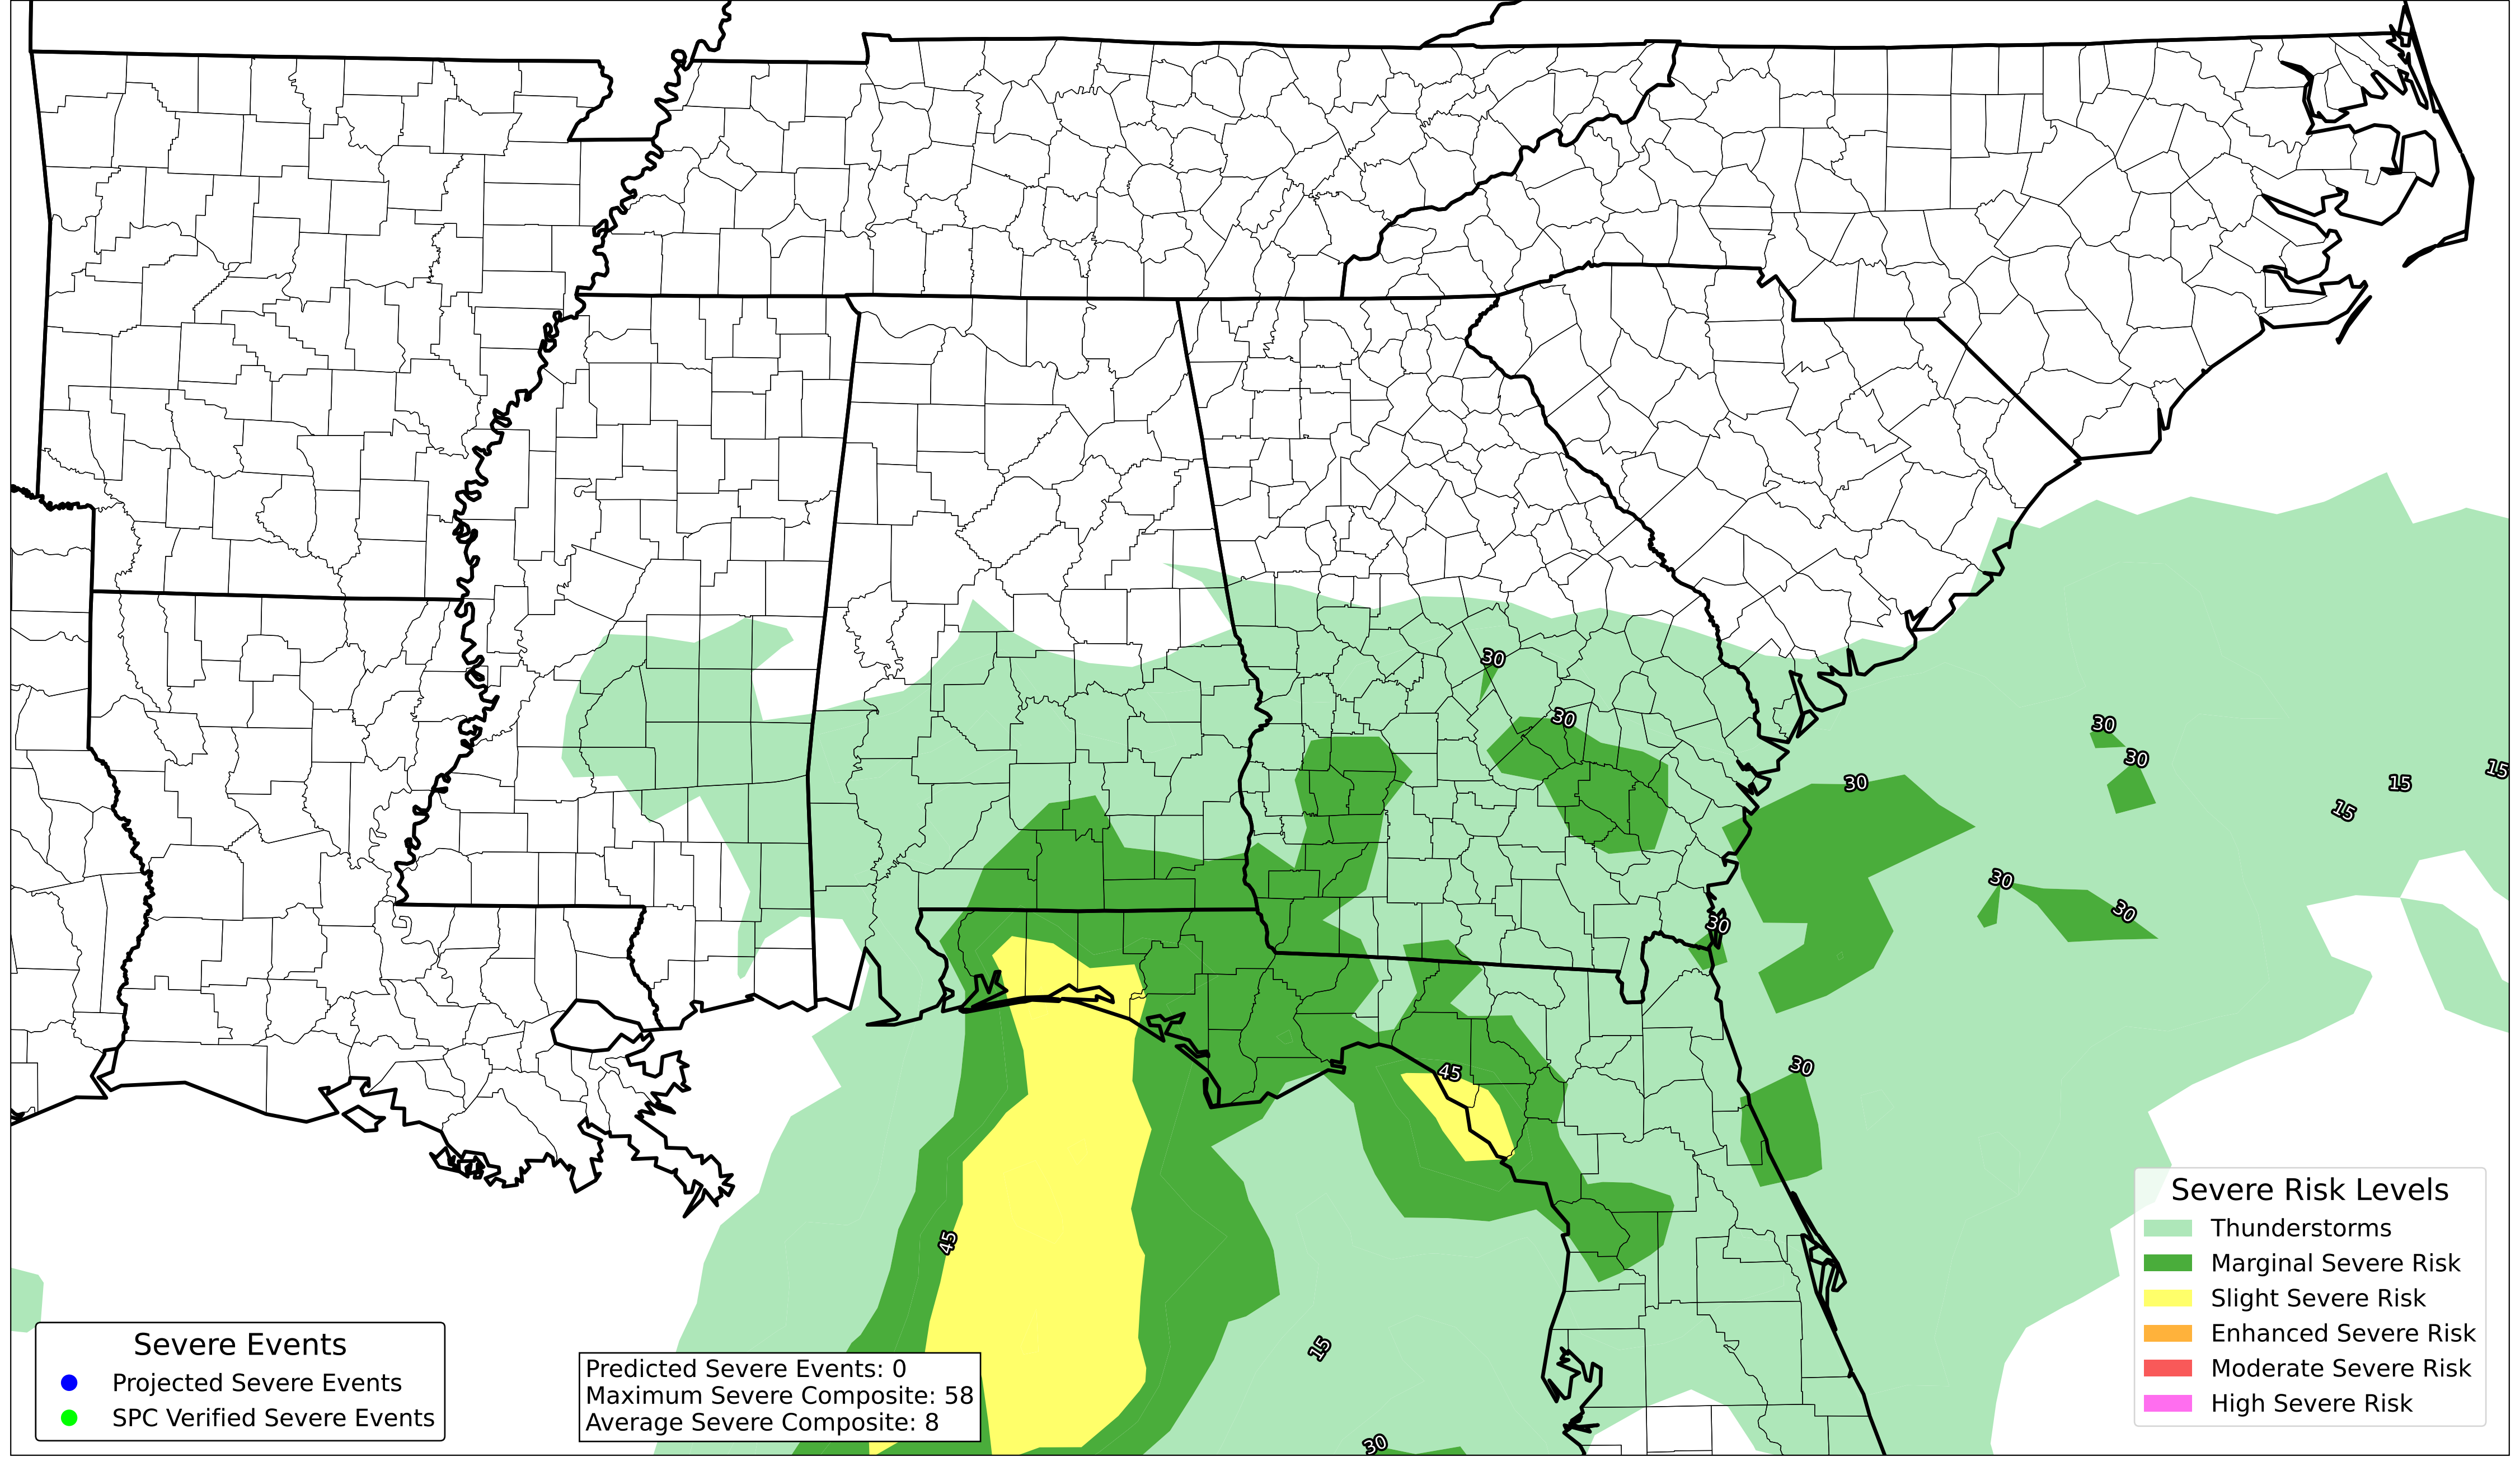 30
30
30
30
30
15
15
15
30
30
30
45
30
45
15
30
Severe Risk Levels
Thunderstorms
Marginal Severe Risk
Slight Severe Risk
Enhanced Severe Risk
Moderate Severe Risk
High Severe Risk
Severe Events
Projected Severe Events
SPC Verified Severe Events
Predicted Severe Events: 0
Maximum Severe Composite: 58
Average Severe Composite: 8